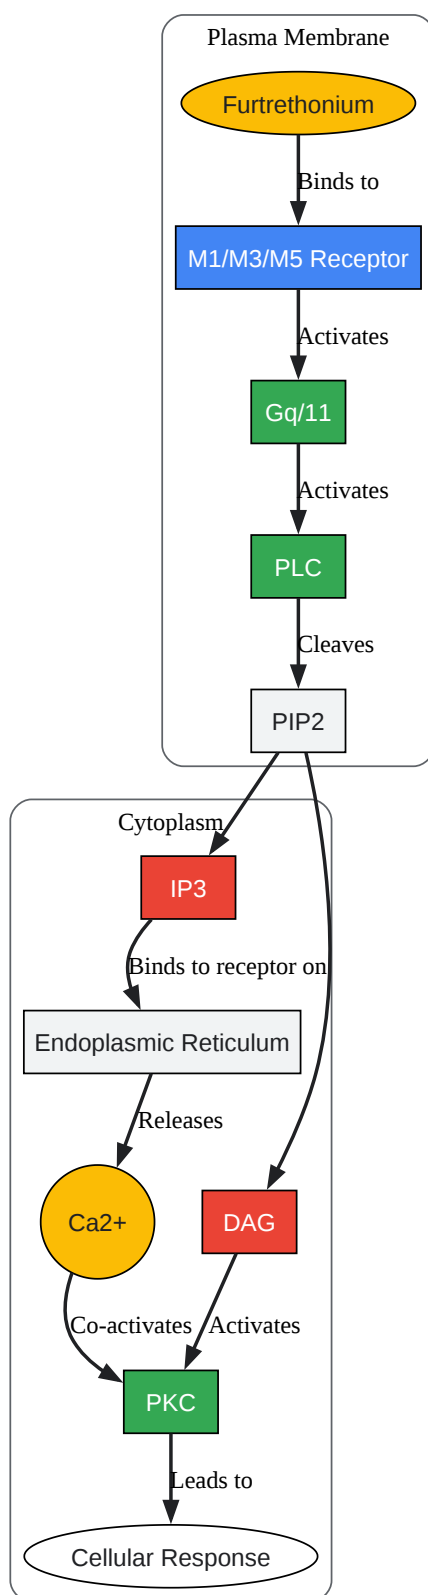 Plasma Membrane
Furtrethonium
Binds to
M1/M3/M5 Receptor
Activates
Gq/11
Activates
PLC
Cleaves
PIP2
Cytoplasm
IP3
Binds to receptor on
Endoplasmic Reticulum
Releases
Ca2+
DAG
Co-activates
Activates
PKC
Leads to
Cellular Response